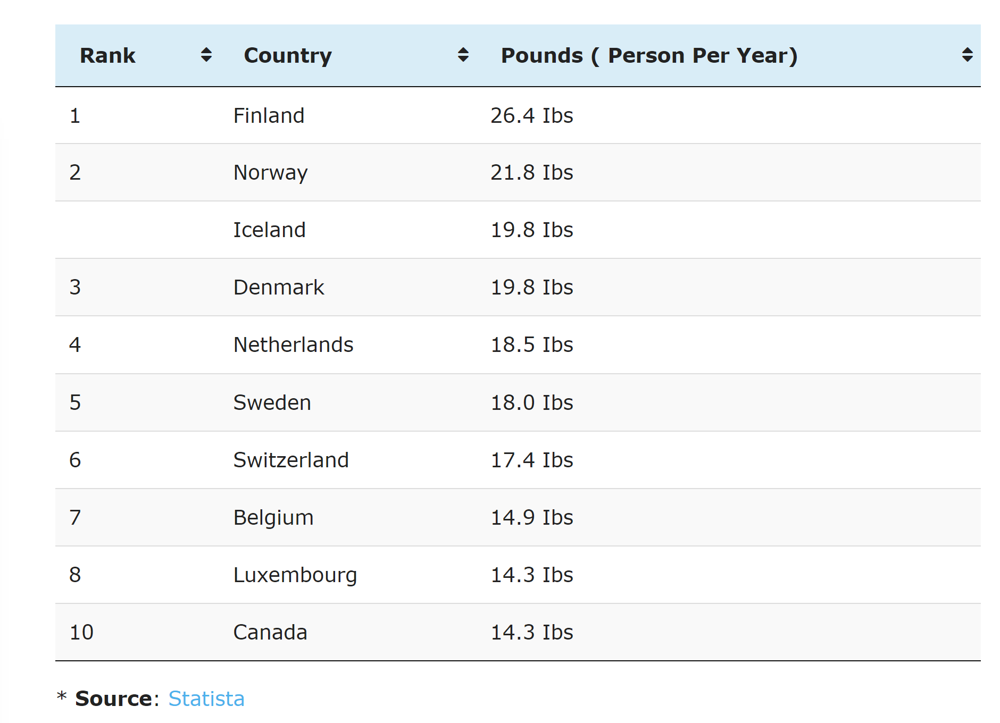 Rank Country Pounds ( Person Per Year)
1 Finland 26.4 Ibs
2 Norway 21.8 Ibs
Iceland 19.8 Ibs
3 Denmark 19.8 Ibs
4 Netherlands 18.5 Ibs
5 Sweden 18.0 Ibs
6 Switzerland 17.4 Ibs
7 Belgium 14.9 Ibs
8 Luxembourg 14.3 Ibs
10 Canada 14.3 Ibs
* Source: Statista